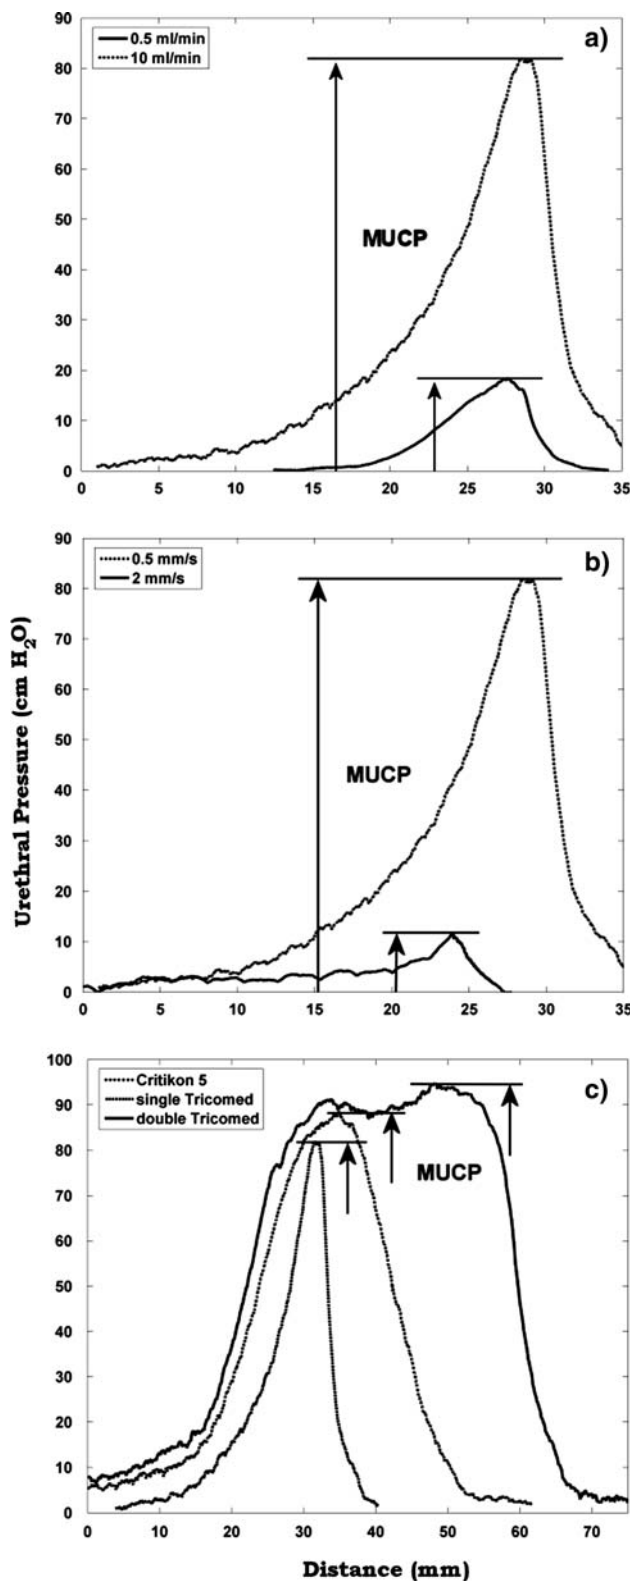 a)
0.5 ml/min
10 ml/min
90
80
70
60
50
40
30
20
10
0
MUCP
0 5 10 15 20 25 30 35
b)
0.5 mm/s
2 mm/s
90
80
70
60
50
40
30
20
10
0
MUCP
0 5 10 15 20 25 30 35
Urethral Pressure (cm H₂O)
c)
Critikon 5
single Tricomed
double Tricomed
100
90
80
70
60
50
40
30
20
10
0
MUCP
0 10 20 30 40 50 60 70
Distance (mm)